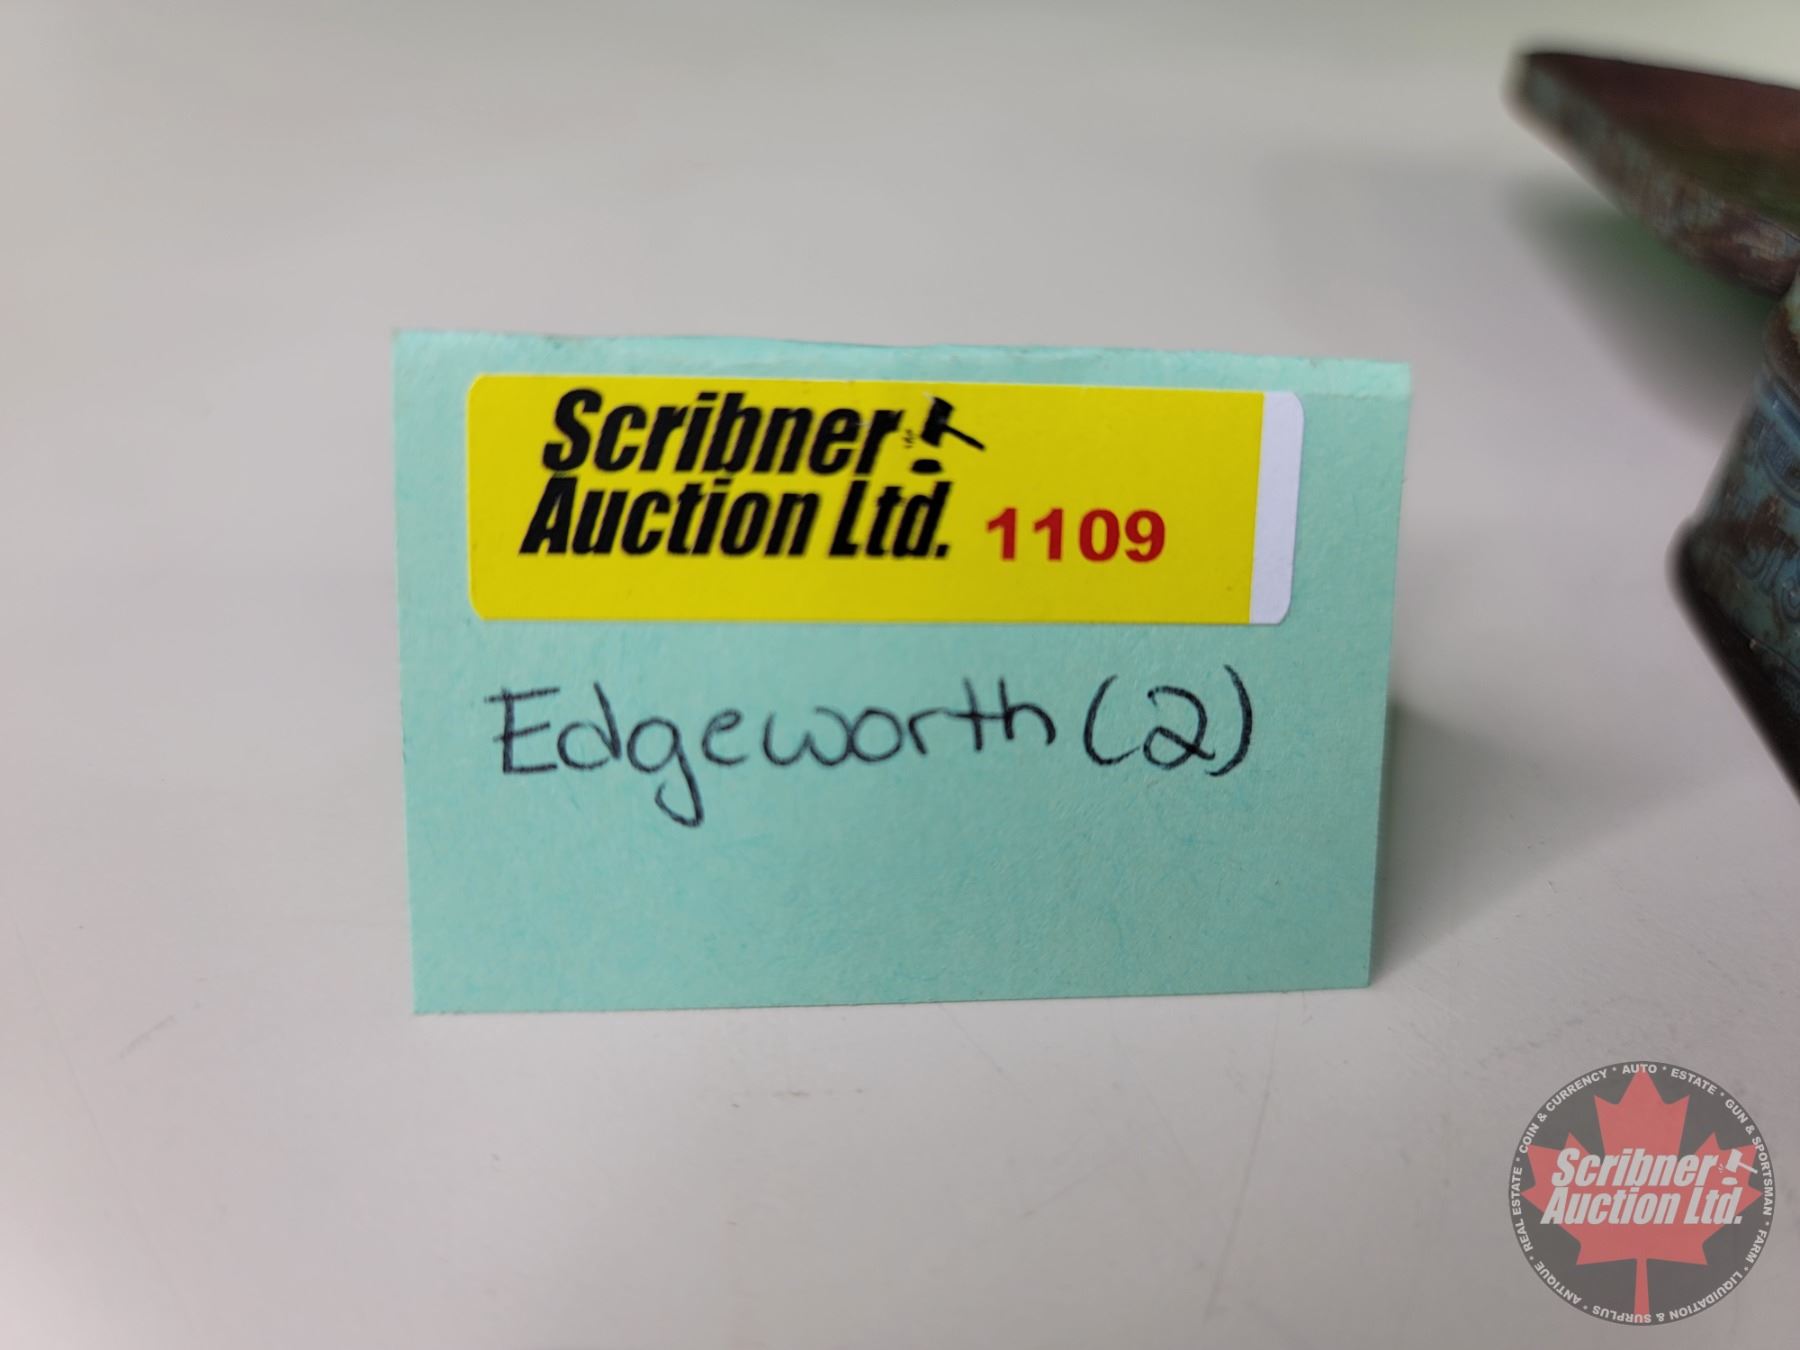 Scribner
Auction Ltd. 1109
Edgeworth (2)
COIN & CURRENCY * AUTO * ESTATE * GUN & SPORTSMAN * FARM * LIQUIDATION & SURPLUS * ANTIQUE * REAL ESTATE *
Scribner
Auction Ltd.